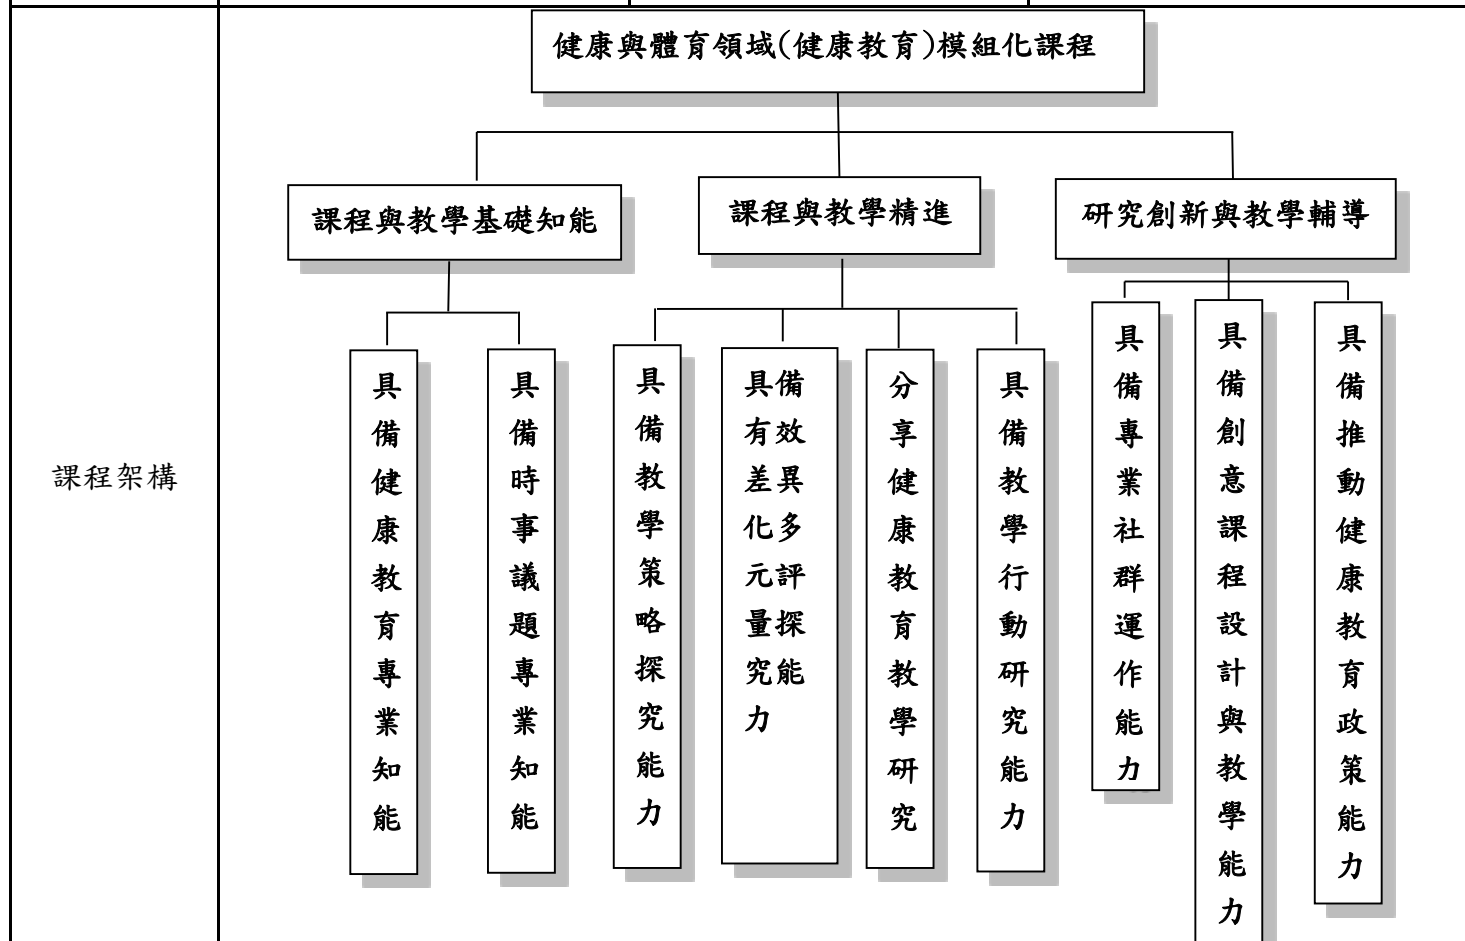 課程架構
健康與體育領域(健康教育)模組化課程
課程與教學基礎知能
課程與教學精進
研究創新與教學輔導
具備健康教育專業知能
具備時事議題專業知能
具備教學策略探究能力
具備
有效
差異
化多
元評
量探
究能
力
分享健康教育教學研究
具備教學行動研究能力
具備專業社群運作能力
具備創意課程設計與教學能力
具備推動健康教育政策能力